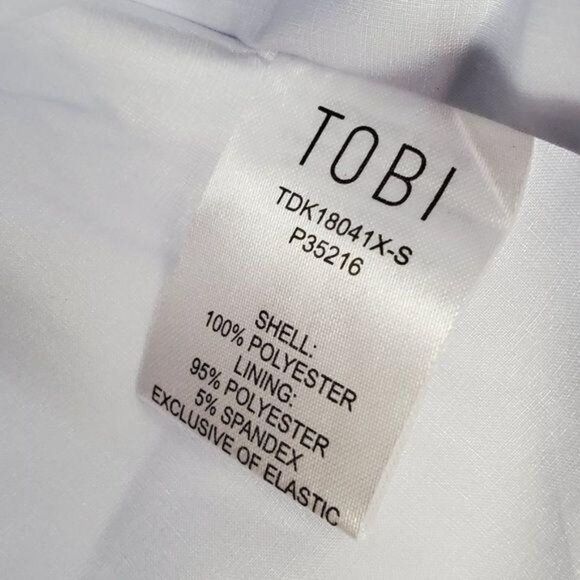 TOBI
TDK18041X-S
P35216
SHELL:
100% POLYESTER
LINING:
95% POLYESTER
5% SPANDEX
EXCLUSIVE OF ELASTIC